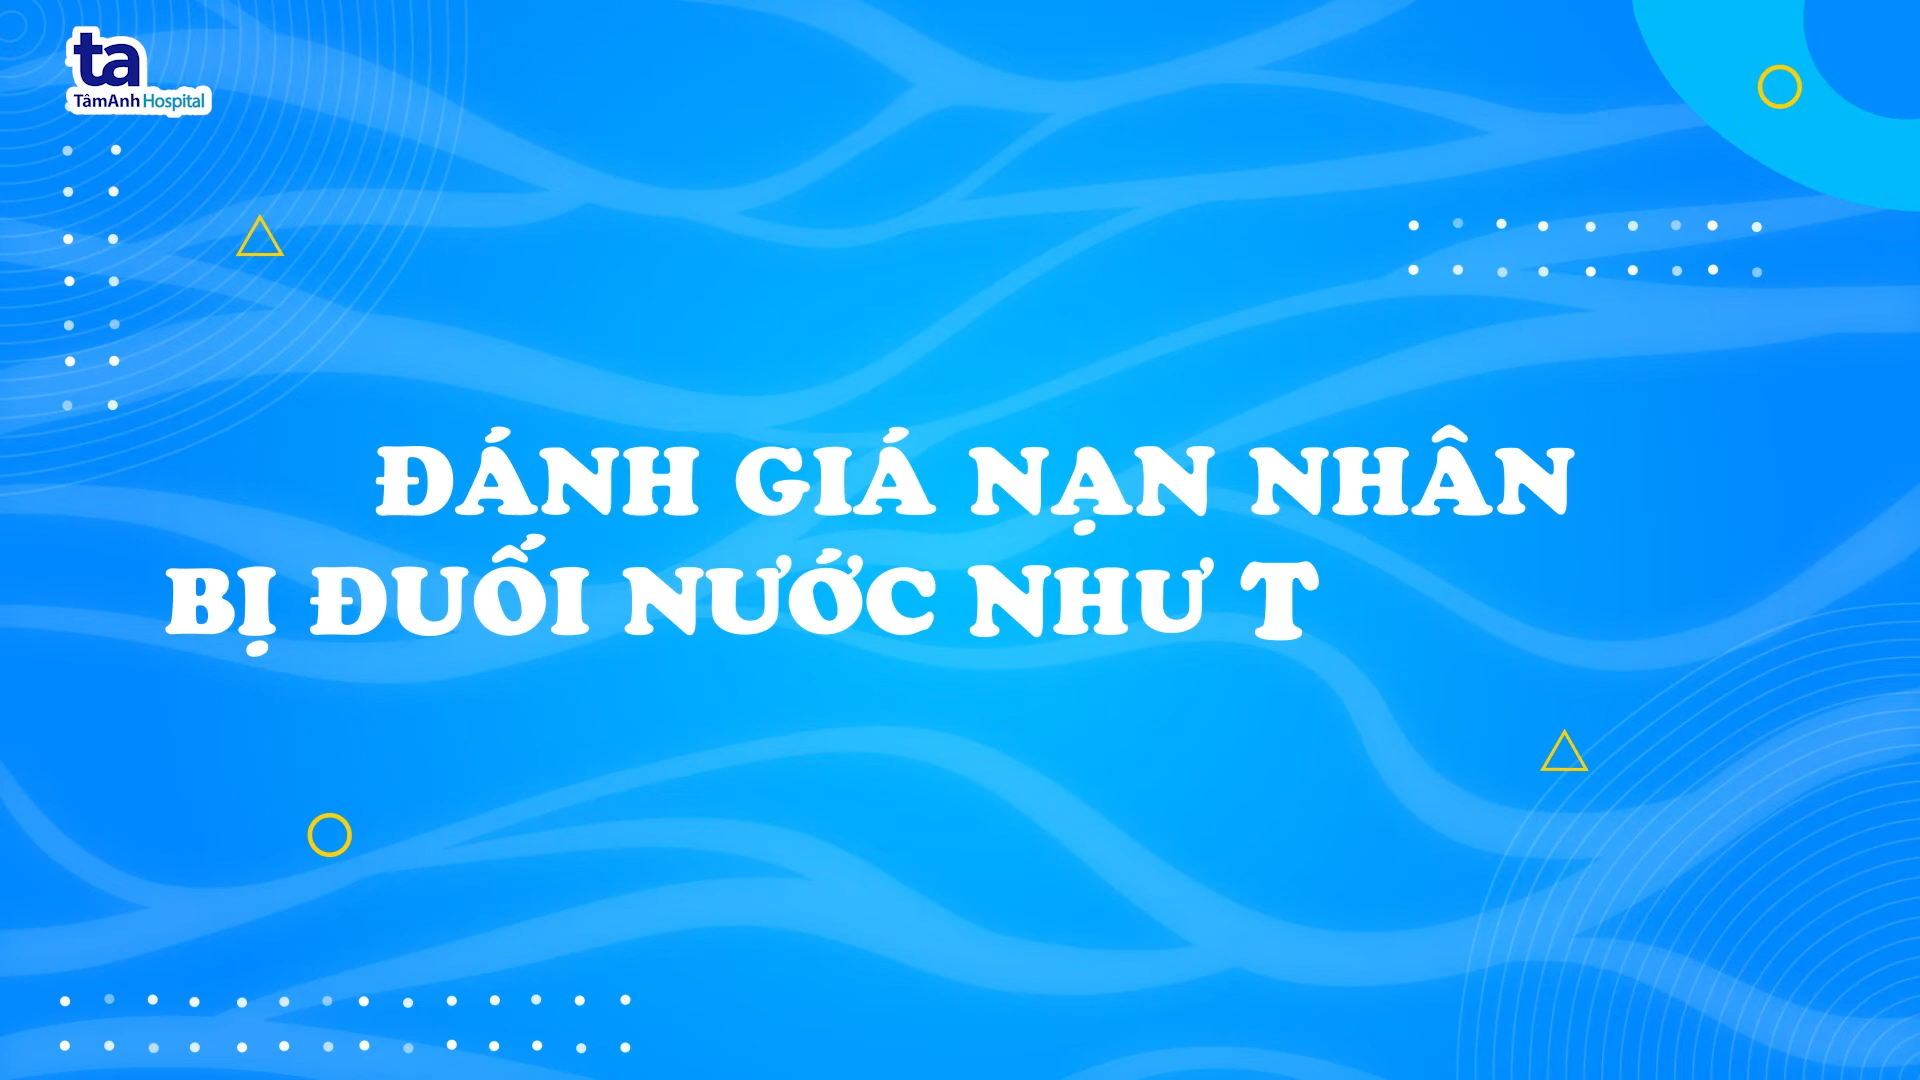 ta
TâmAnh Hospital
ĐÁNH GIÁ NẠN NHÂN
BỊ ĐUỐI NƯỚC NHƯ T